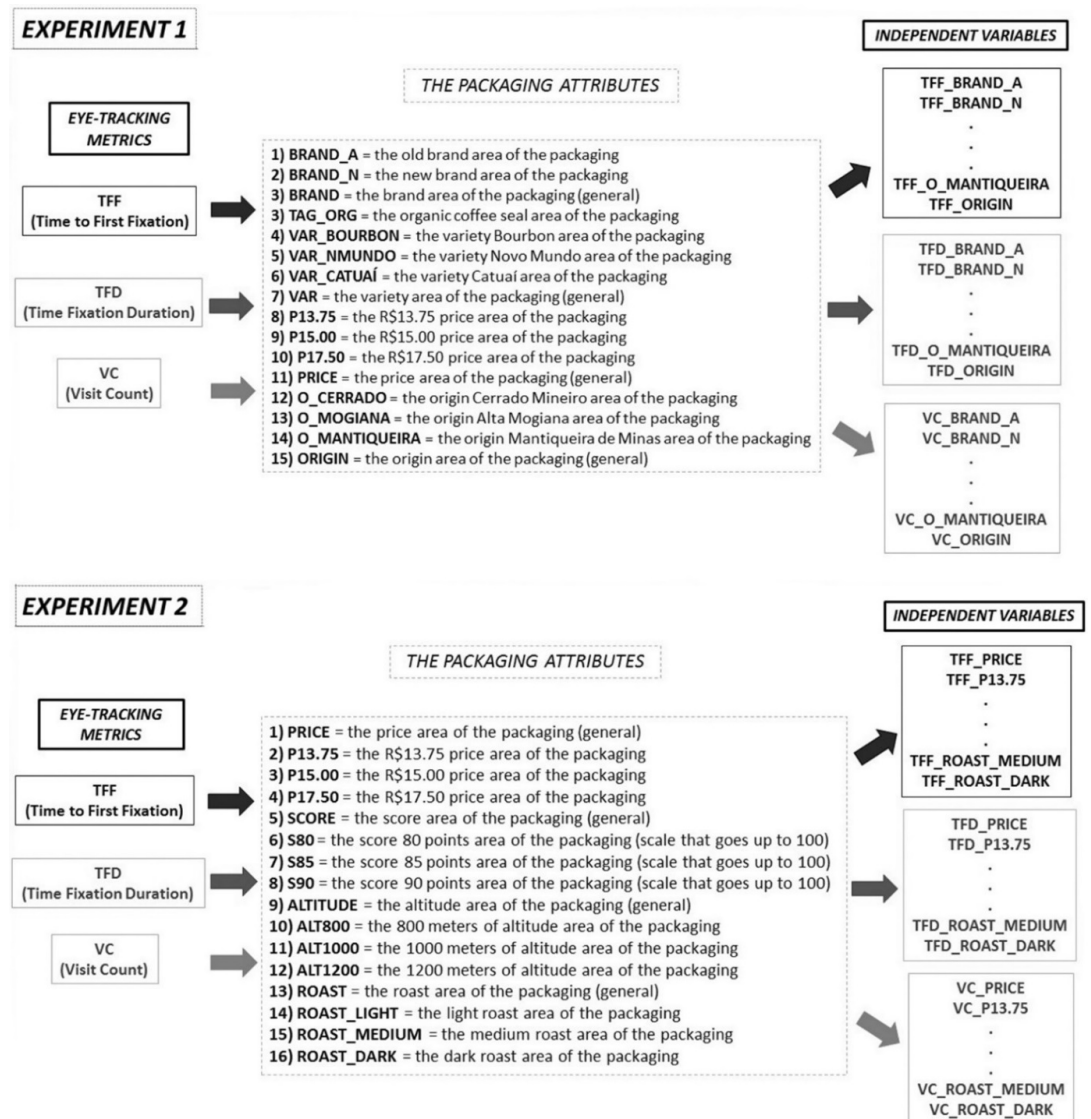 EXPERIMENT 1
INDEPENDENT VARIABLES
THE PACKAGING ATTRIBUTES
EYE-TRACKING
METRICS
TFF
(Time to First Fixation)
TFD
(Time Fixation Duration)
VC
(Visit Count)
1) BRAND_A = the old brand area of the packaging
2) BRAND_N = the new brand area of the packaging
3) BRAND = the brand area of the packaging (general)
3) TAG_ORG = the organic coffee seal area of the packaging
4) VAR_BOURBON = the variety Bourbon area of the packaging
5) VAR_NMUNDO = the variety Novo Mundo area of the packaging
6) VAR_CATUAÍ = the variety Catuaí area of the packaging
7) VAR = the variety area of the packaging (general)
8) P13.75 = the R$13.75 price area of the packaging
9) P15.00 = the R$15.00 price area of the packaging
10) P17.50 = the R$17.50 price area of the packaging
11) PRICE = the price area of the packaging (general)
12) O_CERRADO = the origin Cerrado Mineiro area of the packaging
13) O_MOGIANA = the origin Alta Mogiana area of the packaging
14) O_MANTIQUEIRA = the origin Mantiqueira de Minas area of the packaging
15) ORIGIN = the origin area of the packaging (general)
TFF_BRAND_A
TFF_BRAND_N
.
.
.
TFF_O_MANTIQUEIRA
TFF_ORIGIN
TFD_BRAND_A
TFD_BRAND_N
.
.
.
TFD_O_MANTIQUEIRA
TFD_ORIGIN
VC_BRAND_A
VC_BRAND_N
.
.
.
VC_O_MANTIQUEIRA
VC_ORIGIN
EXPERIMENT 2
INDEPENDENT VARIABLES
THE PACKAGING ATTRIBUTES
EYE-TRACKING
METRICS
TFF
(Time to First Fixation)
TFD
(Time Fixation Duration)
VC
(Visit Count)
1) PRICE = the price area of the packaging (general)
2) P13.75 = the R$13.75 price area of the packaging
3) P15.00 = the R$15.00 price area of the packaging
4) P17.50 = the R$17.50 price area of the packaging
5) SCORE = the score area of the packaging (general)
6) S80 = the score 80 points area of the packaging (scale that goes up to 100)
7) S85 = the score 85 points area of the packaging (scale that goes up to 100)
8) S90 = the score 90 points area of the packaging (scale that goes up to 100)
9) ALTITUDE = the altitude area of the packaging (general)
10) ALT800 = the 800 meters of altitude area of the packaging
11) ALT1000 = the 1000 meters of altitude area of the packaging
12) ALT1200 = the 1200 meters of altitude area of the packaging
13) ROAST = the roast area of the packaging (general)
14) ROAST_LIGHT = the light roast area of the packaging
15) ROAST_MEDIUM = the medium roast area of the packaging
16) ROAST_DARK = the dark roast area of the packaging
TFF_PRICE
TFF_P13.75
.
.
.
TFF_ROAST_MEDIUM
TFF_ROAST_DARK
TFD_PRICE
TFD_P13.75
.
.
.
TFD_ROAST_MEDIUM
TFD_ROAST_DARK
VC_PRICE
VC_P13.75
.
.
.
VC_ROAST_MEDIUM
VC_ROAST_DARK